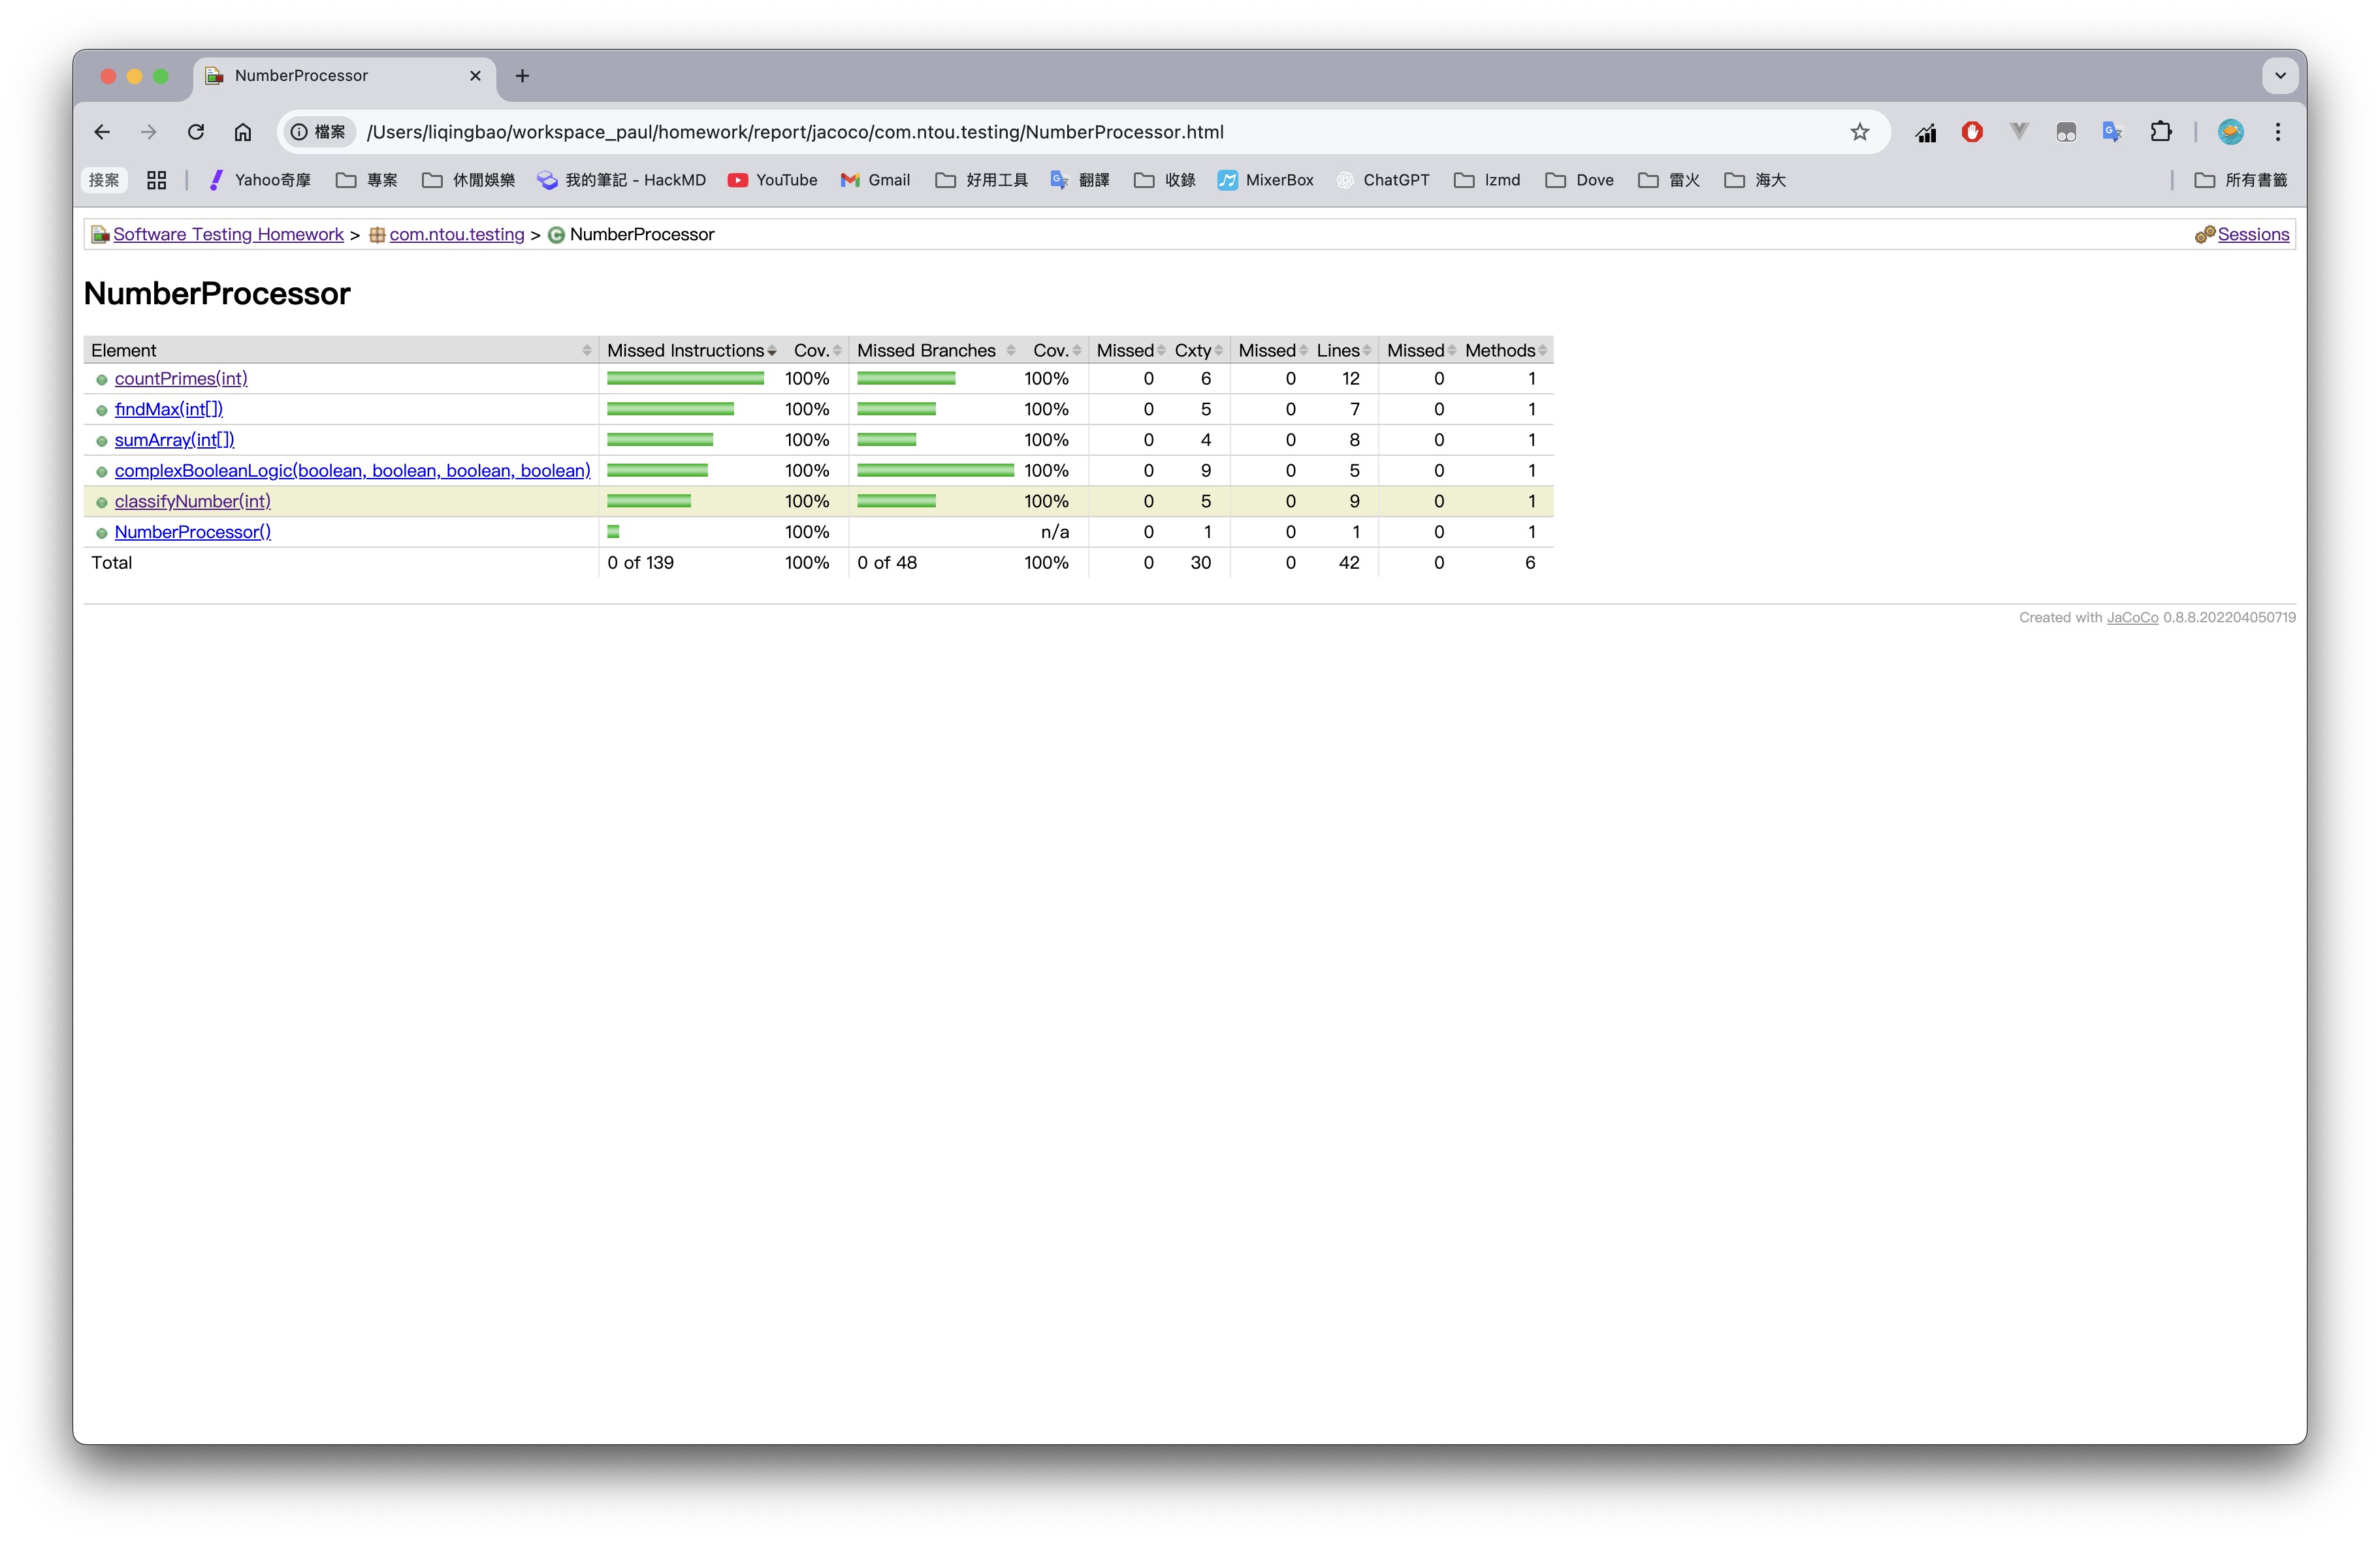 NumberProcessor
檔案 /Users/liqingbao/workspace_paul/homework/report/jacoco/com.ntou.testing/NumberProcessor.html
接案 Yahoo奇摩 專案 休閒娛樂 我的筆記 - HackMD YouTube Gmail 好用工具 翻譯 收錄 MixerBox ChatGPT lzmd Dove 雷火 海大 所有書籤
Software Testing Homework > com.ntou.testing > NumberProcessor Sessions
NumberProcessor
Element Missed Instructions Cov. Missed Branches Cov. Missed Cxty Missed Lines Missed Methods
countPrimes(int) 100% 100% 0 6 0 12 0 1
findMax(int[]) 100% 100% 0 5 0 7 0 1
sumArray(int[]) 100% 100% 0 4 0 8 0 1
complexBooleanLogic(boolean, boolean, boolean, boolean) 100% 100% 0 9 0 5 0 1
classifyNumber(int) 100% 100% 0 5 0 9 0 1
NumberProcessor() 100% n/a 0 1 0 1 0 1
Total 0 of 139 100% 0 of 48 100% 0 30 0 42 0 6
Created with JaCoCo 0.8.8.202204050719